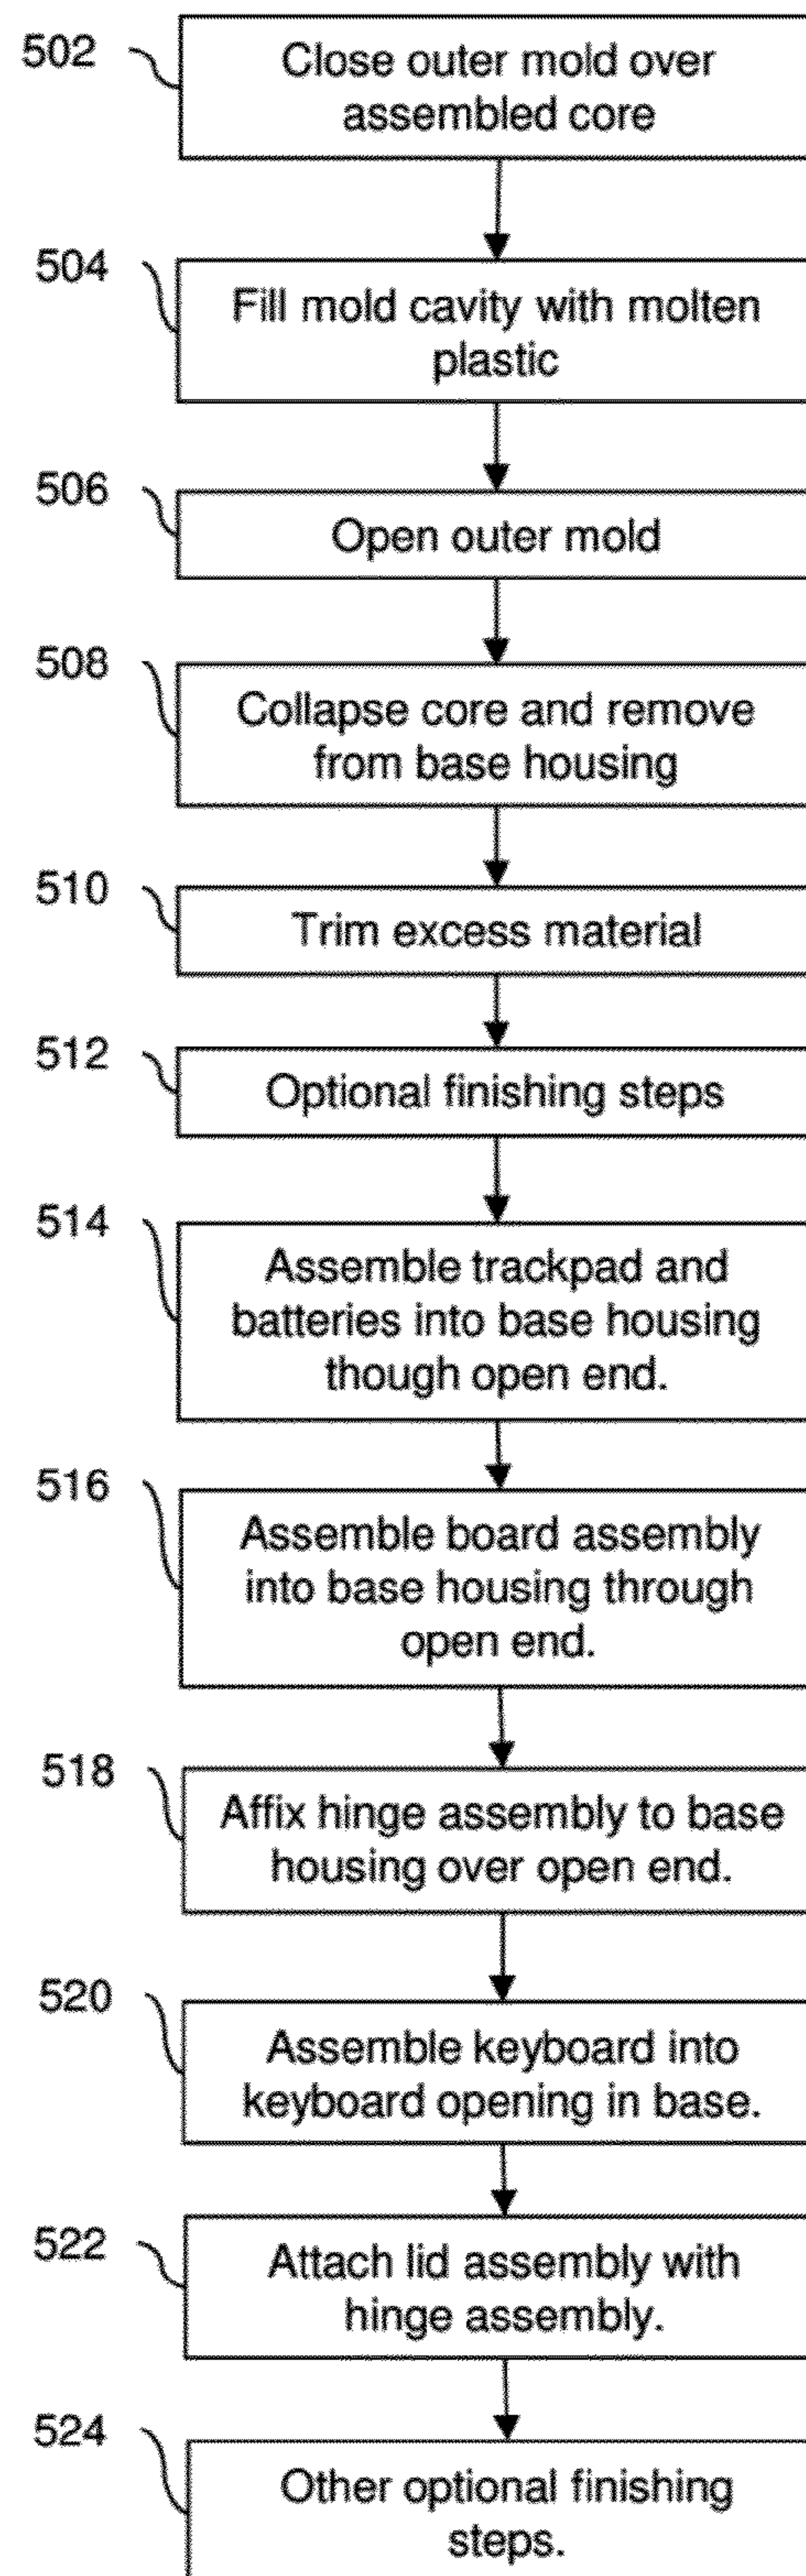 502
Close outer mold over
assembled core
504
Fill mold cavity with molten
plastic
506
Open outer mold
508
Collapse core and remove
from base housing
510
Trim excess material
512
Optional finishing steps
514
Assemble trackpad and
batteries into base housing
though open end.
516
Assemble board assembly
into base housing through
open end.
518
Affix hinge assembly to base
housing over open end.
520
Assemble keyboard into
keyboard opening in base.
522
Attach lid assembly with
hinge assembly.
524
Other optional finishing
steps.